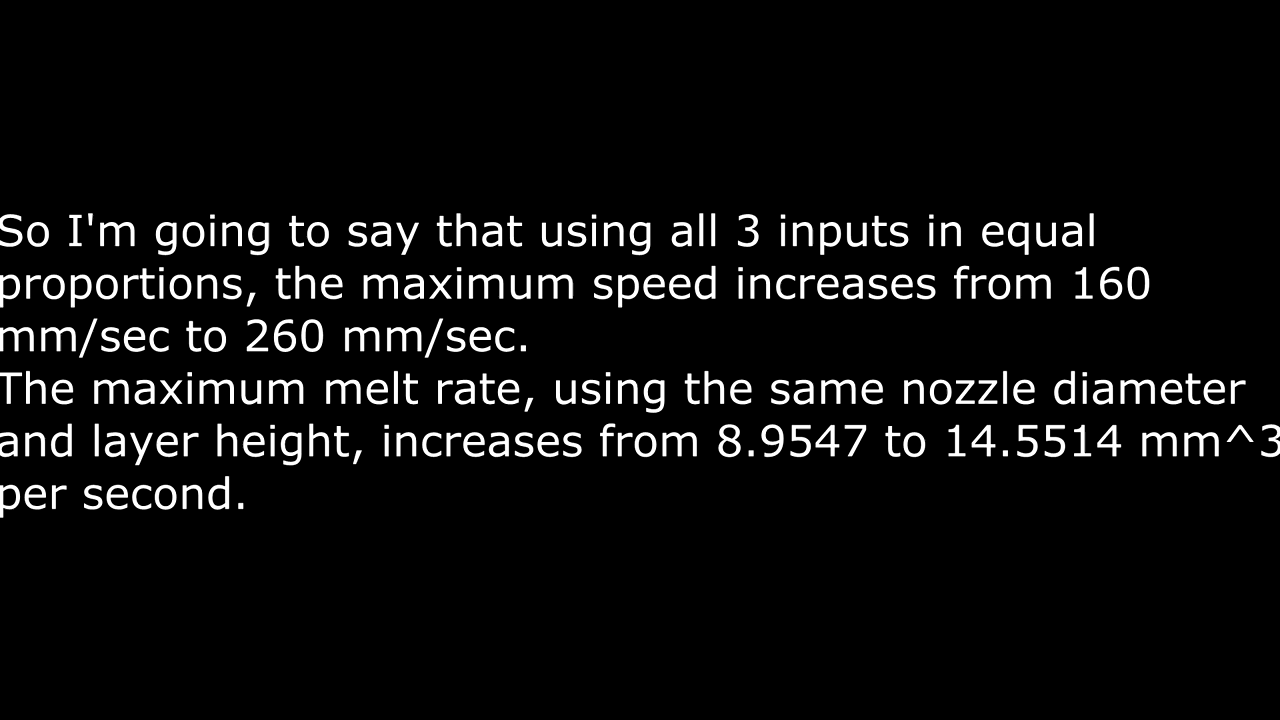 So I'm going to say that using all 3 inputs in equal
proportions, the maximum speed increases from 160
mm/sec to 260 mm/sec.
The maximum melt rate, using the same nozzle diameter
and layer height, increases from 8.9547 to 14.5514 mm^3
per second.